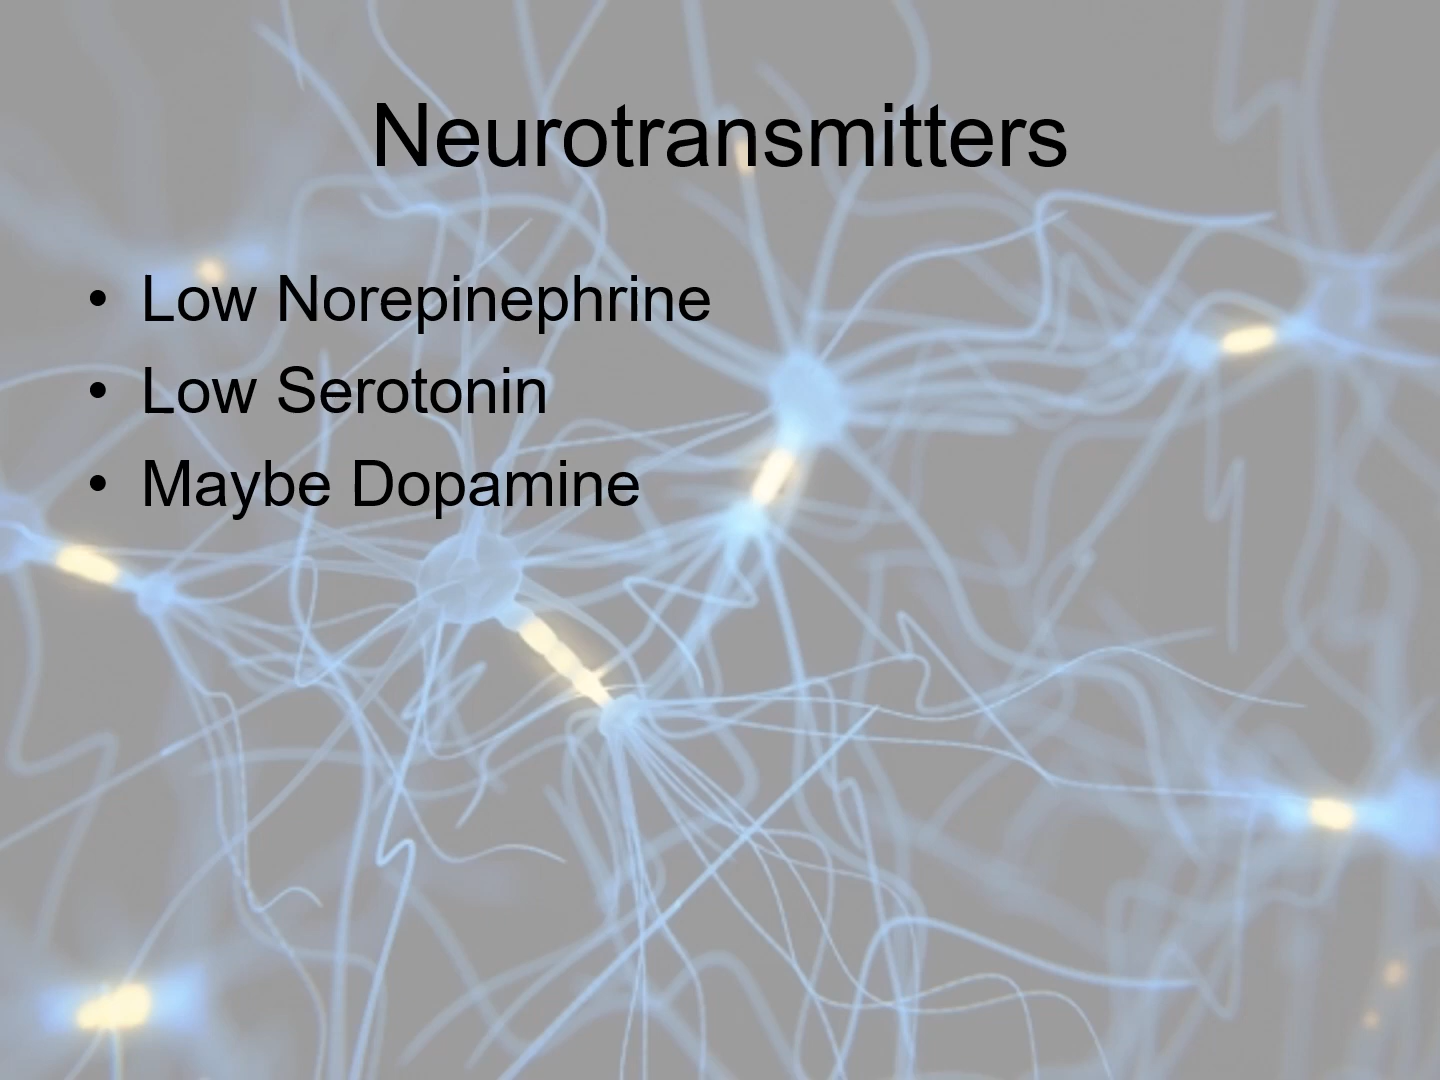 Neurotransmitters
• Low Norepinephrine
• Low Serotonin
• Maybe Dopamine